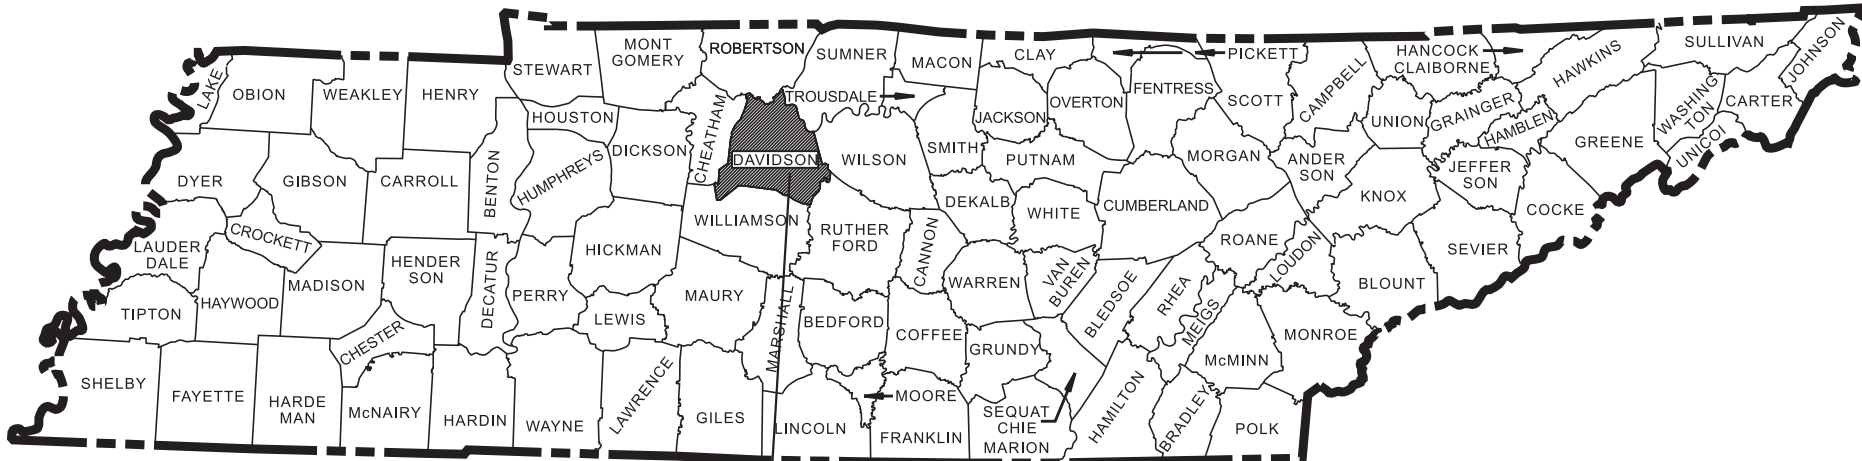 LAKE
OBION
WEAKLEY
HENRY
STEWART
MONT
GOMERY
ROBERTSON
SUMNER
MACON
CLAY
PICKETT
HANCOCK
CLAIBORNE
HAWKINS
SULLIVAN
JOHNSON
TROUSDALE
JACKSON
OVERTON
FENTRESS
SCOTT
CAMPBELL
UNION
GRAINGER
HAMBLEN
WASHING
TON
CARTER
UNICOI
GREENE
HOUSTON
DICKSON
CHEATHAM
DAVIDSON
WILSON
SMITH
PUTNAM
MORGAN
ANDER
SON
JEFFER
SON
KNOX
COCKE
DYER
GIBSON
CARROLL
BENTON
HUMPHREYS
WILLIAMSON
RUTHER
FORD
CANNON
DEKALB
WHITE
CUMBERLAND
ROANE
LOUDON
SEVIER
BLOUNT
LAUDER
DALE
CROCKETT
HAYWOOD
MADISON
HENDER
SON
DECATUR
PERRY
HICKMAN
LEWIS
MAURY
MARSHALL
BEDFORD
COFFEE
WARREN
VAN
BUREN
BLEDSOE
RHEA
MEIGS
MONROE
TIPTON
CHESTER
GRUNDY
McMINN
SHELBY
FAYETTE
HARDE
MAN
McNAIRY
HARDIN
WAYNE
LAWRENCE
GILES
LINCOLN
MOORE
FRANKLIN
SEQUAT
CHIE
MARION
HAMILTON
BRADLEY
POLK